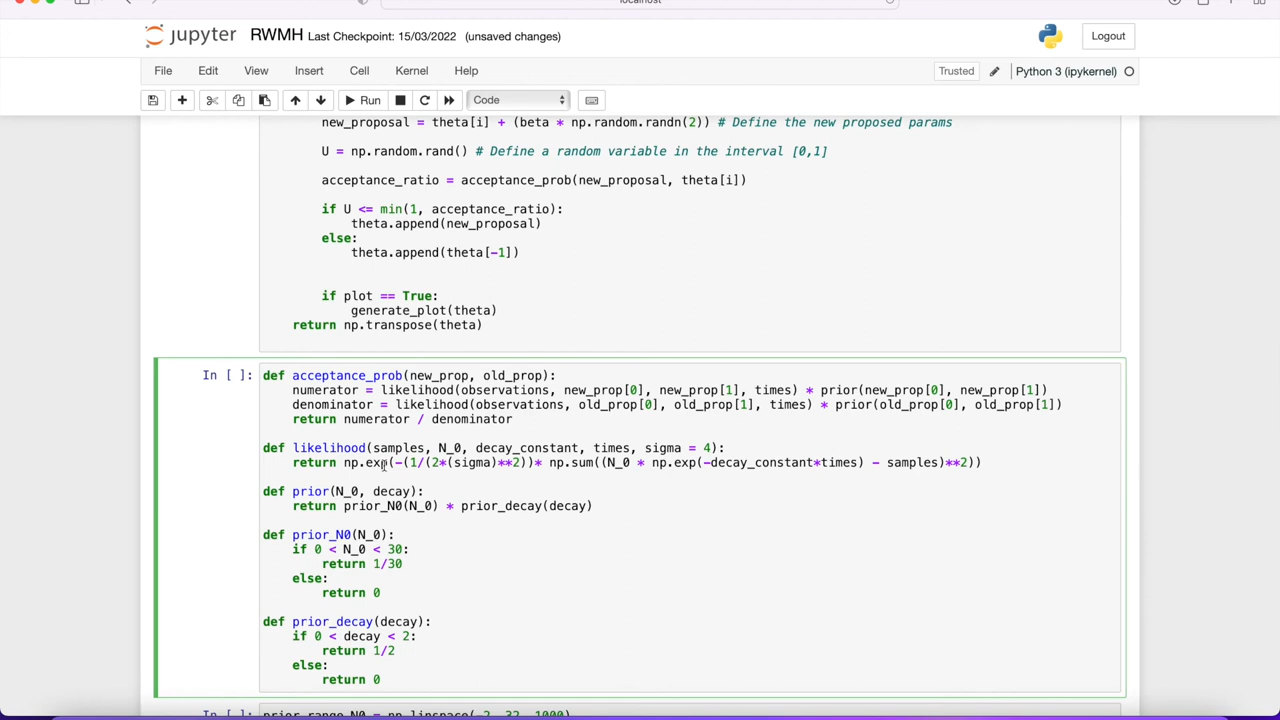 jupyter RWMH Last Checkpoint: 15/03/2022 (unsaved changes) Logout
File Edit View Insert Cell Kernel Help Trusted Python 3 (ipykernel)
Run Code
new_proposal = theta[i] + (beta * np.random.randn(2)) # Define the new proposed params
U = np.random.rand() # Define a random variable in the interval [0,1]
acceptance_ratio = acceptance_prob(new_proposal, theta[i])
if U <= min(1, acceptance_ratio):
theta.append(new_proposal)
else:
theta.append(theta[-1])
if plot == True:
generate_plot(theta)
return np.transpose(theta)
In [ ]: def acceptance_prob(new_prop, old_prop):
numerator = likelihood(observations, new_prop[0], new_prop[1], times) * prior(new_prop[0], new_prop[1])
denominator = likelihood(observations, old_prop[0], old_prop[1], times) * prior(old_prop[0], old_prop[1])
return numerator / denominator
def likelihood(samples, N_0, decay_constant, times, sigma = 4):
return np.exp(-(1/(2*(sigma)**2))* np.sum((N_0 * np.exp(-decay_constant*times) - samples)**2))
def prior(N_0, decay):
return prior_N0(N_0) * prior_decay(decay)
def prior_N0(N_0):
if 0 < N_0 < 30:
return 1/30
else:
return 0
def prior_decay(decay):
if 0 < decay < 2:
return 1/2
else:
return 0
In [ ]: prior_range_N0 = np.linspace(-2, 32, 1000)